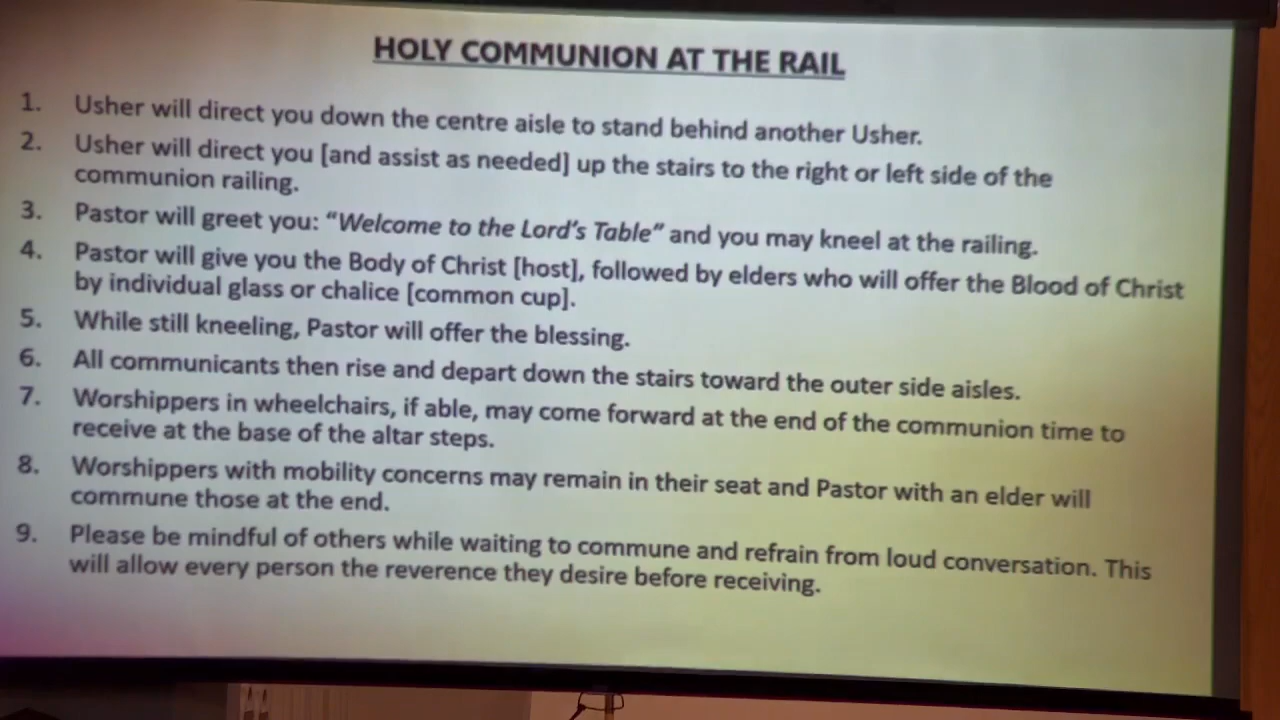 HOLY COMMUNION AT THE RAIL
1. Usher will direct you down the centre aisle to stand behind another Usher.
2. Usher will direct you [and assist as needed] up the stairs to the right or left side of the
communion railing.
3. Pastor will greet you: “Welcome to the Lord’s Table” and you may kneel at the railing.
4. Pastor will give you the Body of Christ [host], followed by elders who will offer the Blood of Christ
by individual glass or chalice [common cup].
5. While still kneeling, Pastor will offer the blessing.
6. All communicants then rise and depart down the stairs toward the outer side aisles.
7. Worshippers in wheelchairs, if able, may come forward at the end of the communion time to
receive at the base of the altar steps.
8. Worshippers with mobility concerns may remain in their seat and Pastor with an elder will
commune those at the end.
9. Please be mindful of others while waiting to commune and refrain from loud conversation. This
will allow every person the reverence they desire before receiving.